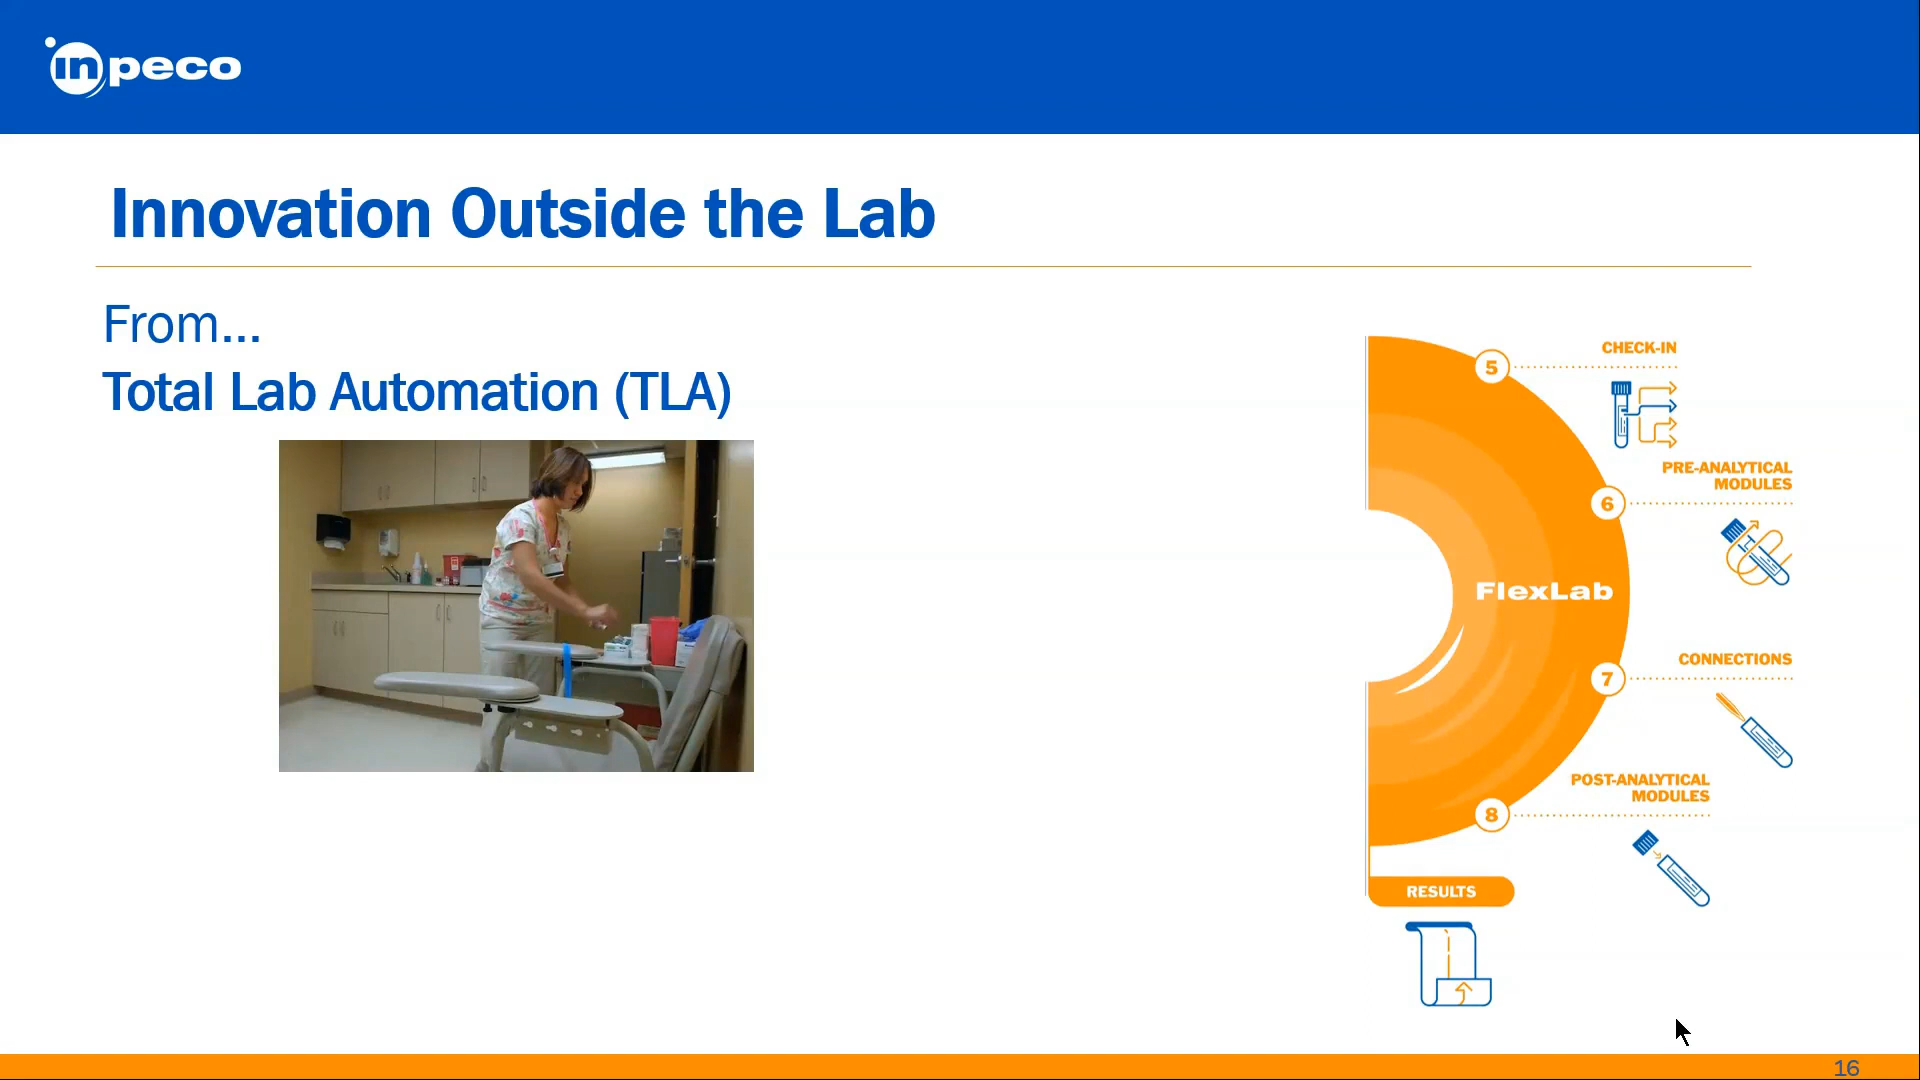 inpeco
Innovation Outside the Lab
From...
Total Lab Automation (TLA)
5
CHECK-IN
PRE-ANALYTICAL
MODULES
6
FlexLab
CONNECTIONS
7
POST-ANALYTICAL
MODULES
8
RESULTS
16